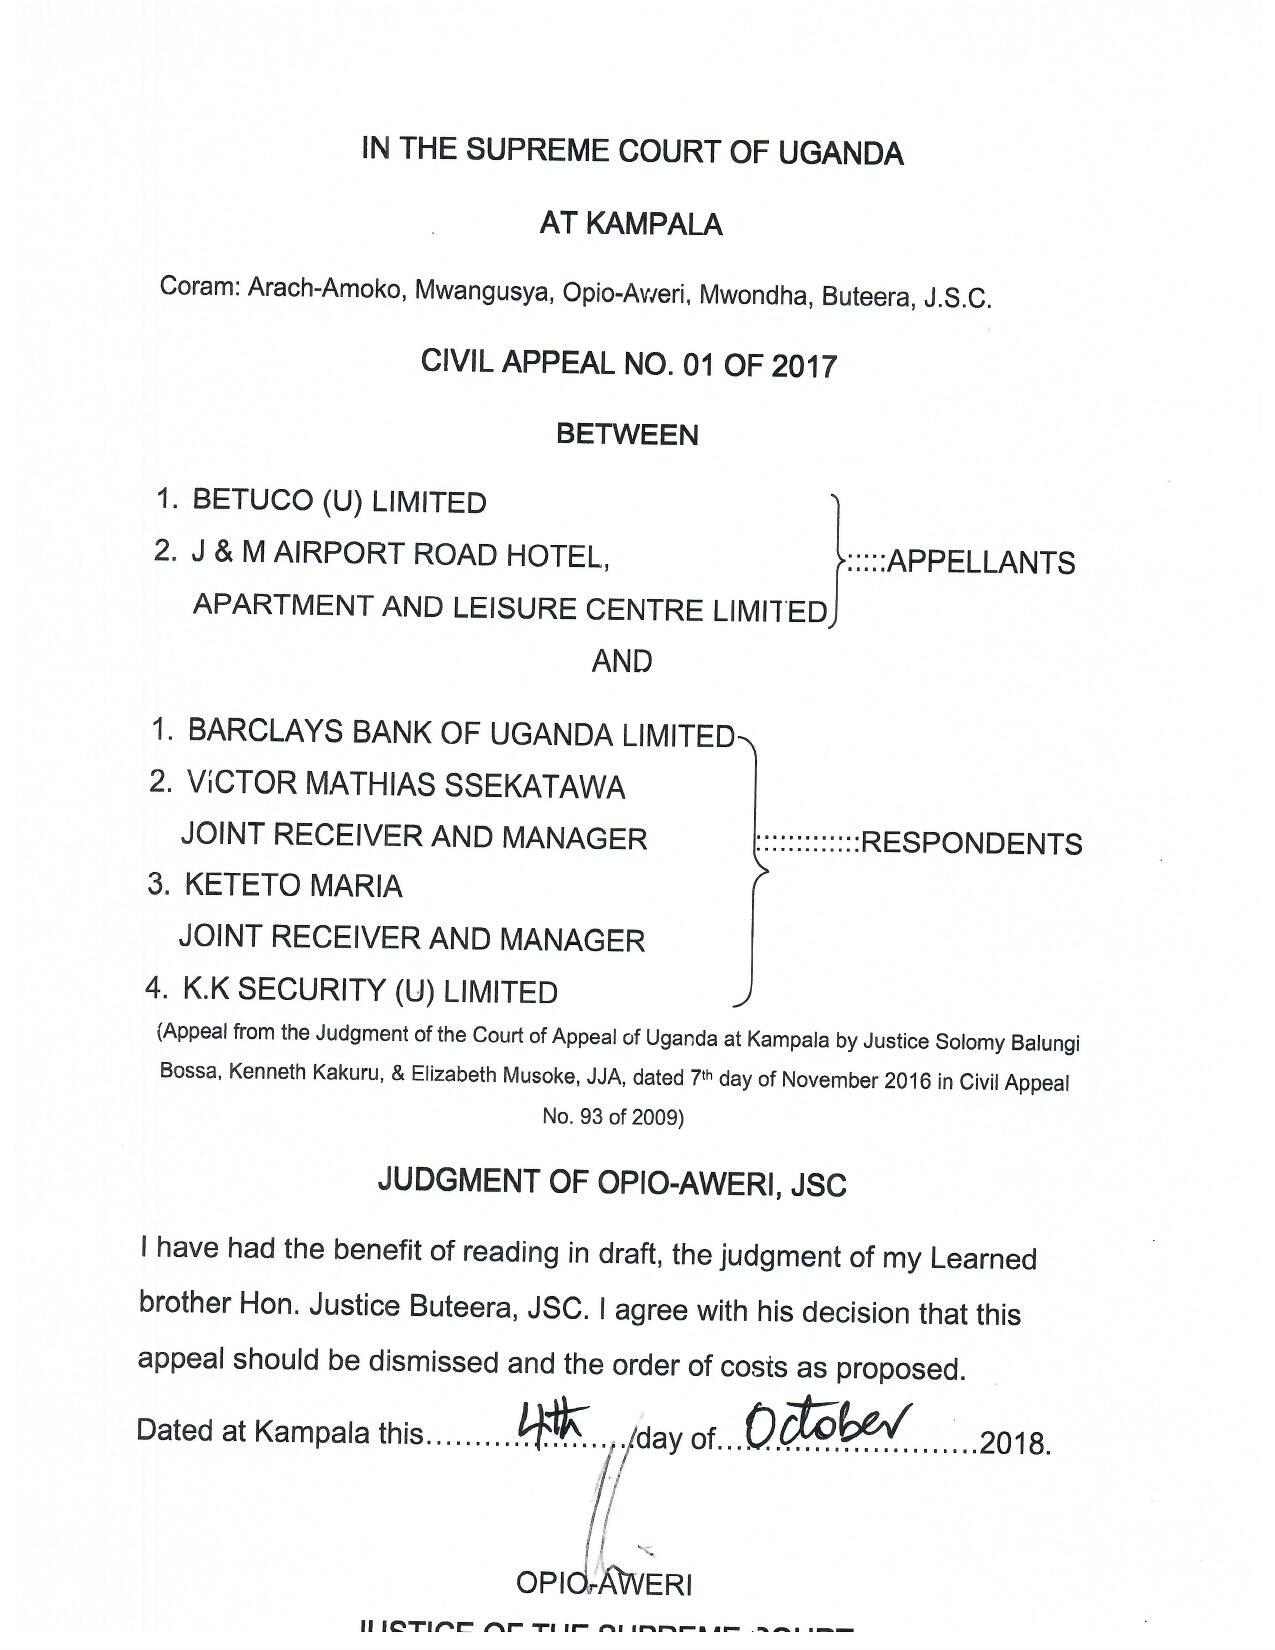 IN THE SUPREME COURT OF UGANDA
AT KAMPALA
Coram: Arach-Amoko, Mwangusya, Opio-Aweri, Mwondha, Buteera, J.S.C.
CIVIL APPEAL NO. 01 OF 2017
BETWEEN
1. BETUCO (U) LIMITED
2. J & M AIRPORT ROAD HOTEL,
:::::APPELLANTS
APARTMENT AND LEISURE CENTRE LIMITED
AND
1. BARCLAYS BANK OF UGANDA LIMITED
2. VICTOR MATHIAS SSEKATAWA
JOINT RECEIVER AND MANAGER
:::::::::::::RESPONDENTS
3. KETETO MARIA
JOINT RECEIVER AND MANAGER
4. K.K SECURITY (U) LIMITED
(Appeal from the Judgment of the Court of Appeal of Uganda at Kampala by Justice Solomy Balungi
Bossa, Kenneth Kakuru, & Elizabeth Musoke, JJA, dated 7th day of November 2016 in Civil Appeal
No. 93 of 2009)
JUDGMENT OF OPIO-AWERI, JSC
I have had the benefit of reading in draft, the judgment of my Learned
brother Hon. Justice Buteera, JSC. I agree with his decision that this
appeal should be dismissed and the order of costs as proposed.
Dated at Kampala this..........4th........day of...October..................2018.
OPIO-AWERI
JUSTICE OF THE SUPREME COURT